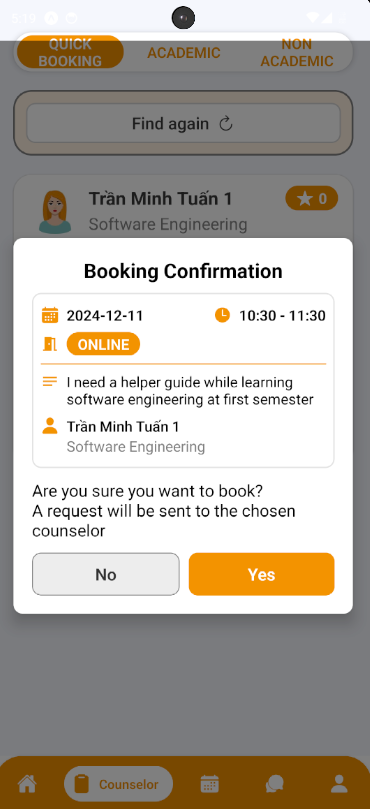 5:19
QUICK BOOKING
ACADEMIC
NON ACADEMIC
Find again
Trần Minh Tuấn 1
0
Software Engineering
Booking Confirmation
2024-12-11
10:30 - 11:30
ONLINE
I need a helper guide while learning
software engineering at first semester
Trần Minh Tuấn 1
Software Engineering
Are you sure you want to book?
A request will be sent to the chosen
counselor
No
Yes
Counselor